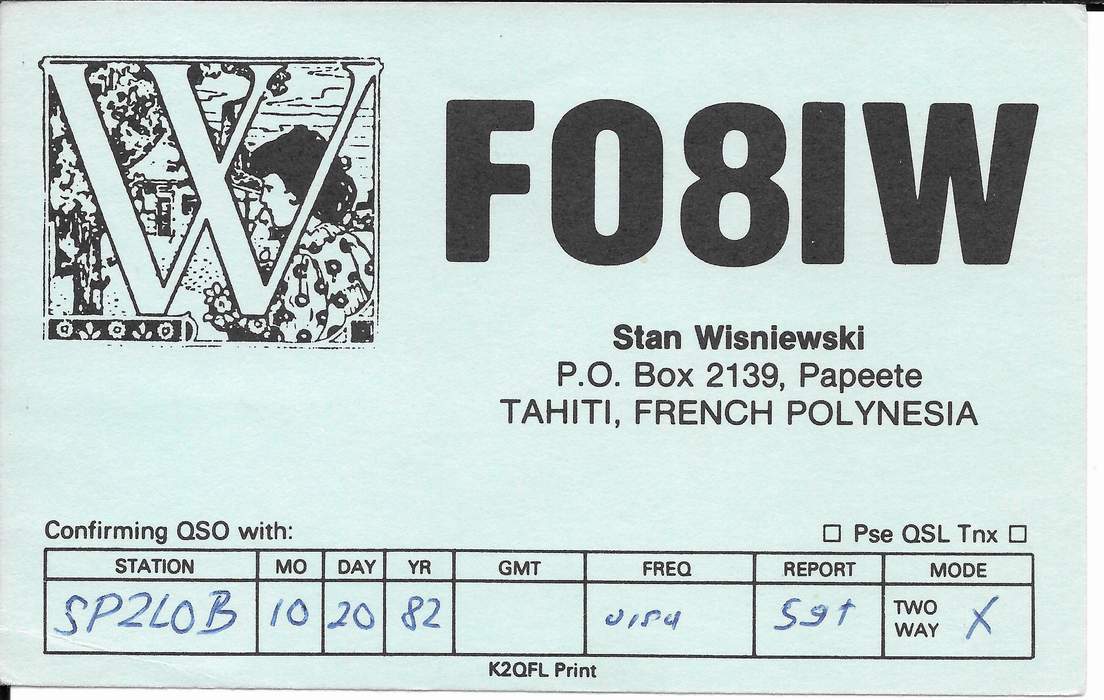 W
FO8IW
Stan Wisniewski
P.O. Box 2139, Papeete
TAHITI, FRENCH POLYNESIA
Confirming QSO with: □ Pse QSL Tnx □
STATION MO DAY YR GMT FREQ REPORT MODE
SP2LOB 10 20 82 TWO WAY X
K2QFL Print